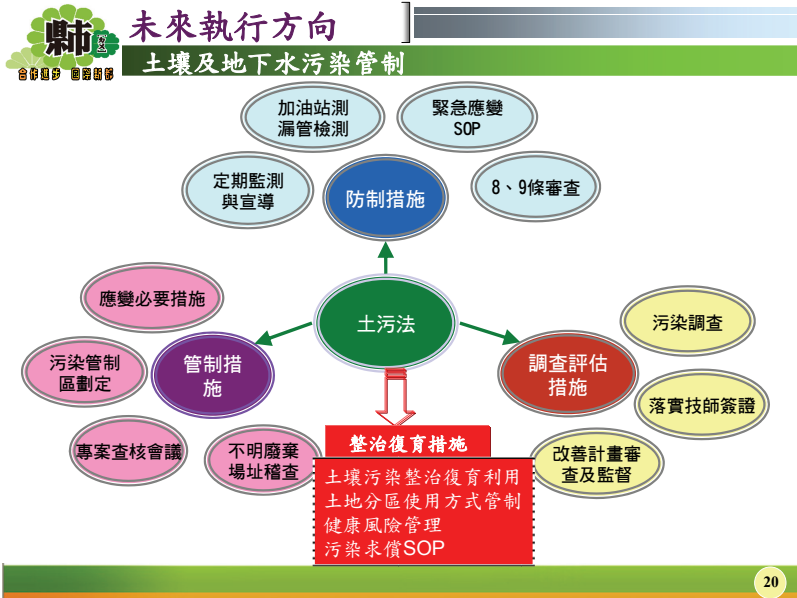 未來執行方向
縣市
合作進步 國際新彰
土壤及地下水污染管制
加油站測
漏管檢測
緊急應變
SOP
定期監測
與宣導
防制措施
8、9條審查
土污法
應變必要措施
污染管制
區劃定
管制措
施
專案查核會議
不明廢棄
場址稽查
調查評估
措施
污染調查
落實技師簽證
改善計畫審
查及監督
整治復育措施
土壤污染整治復育利用
土地分區使用方式管制
健康風險管理
污染求償SOP
20